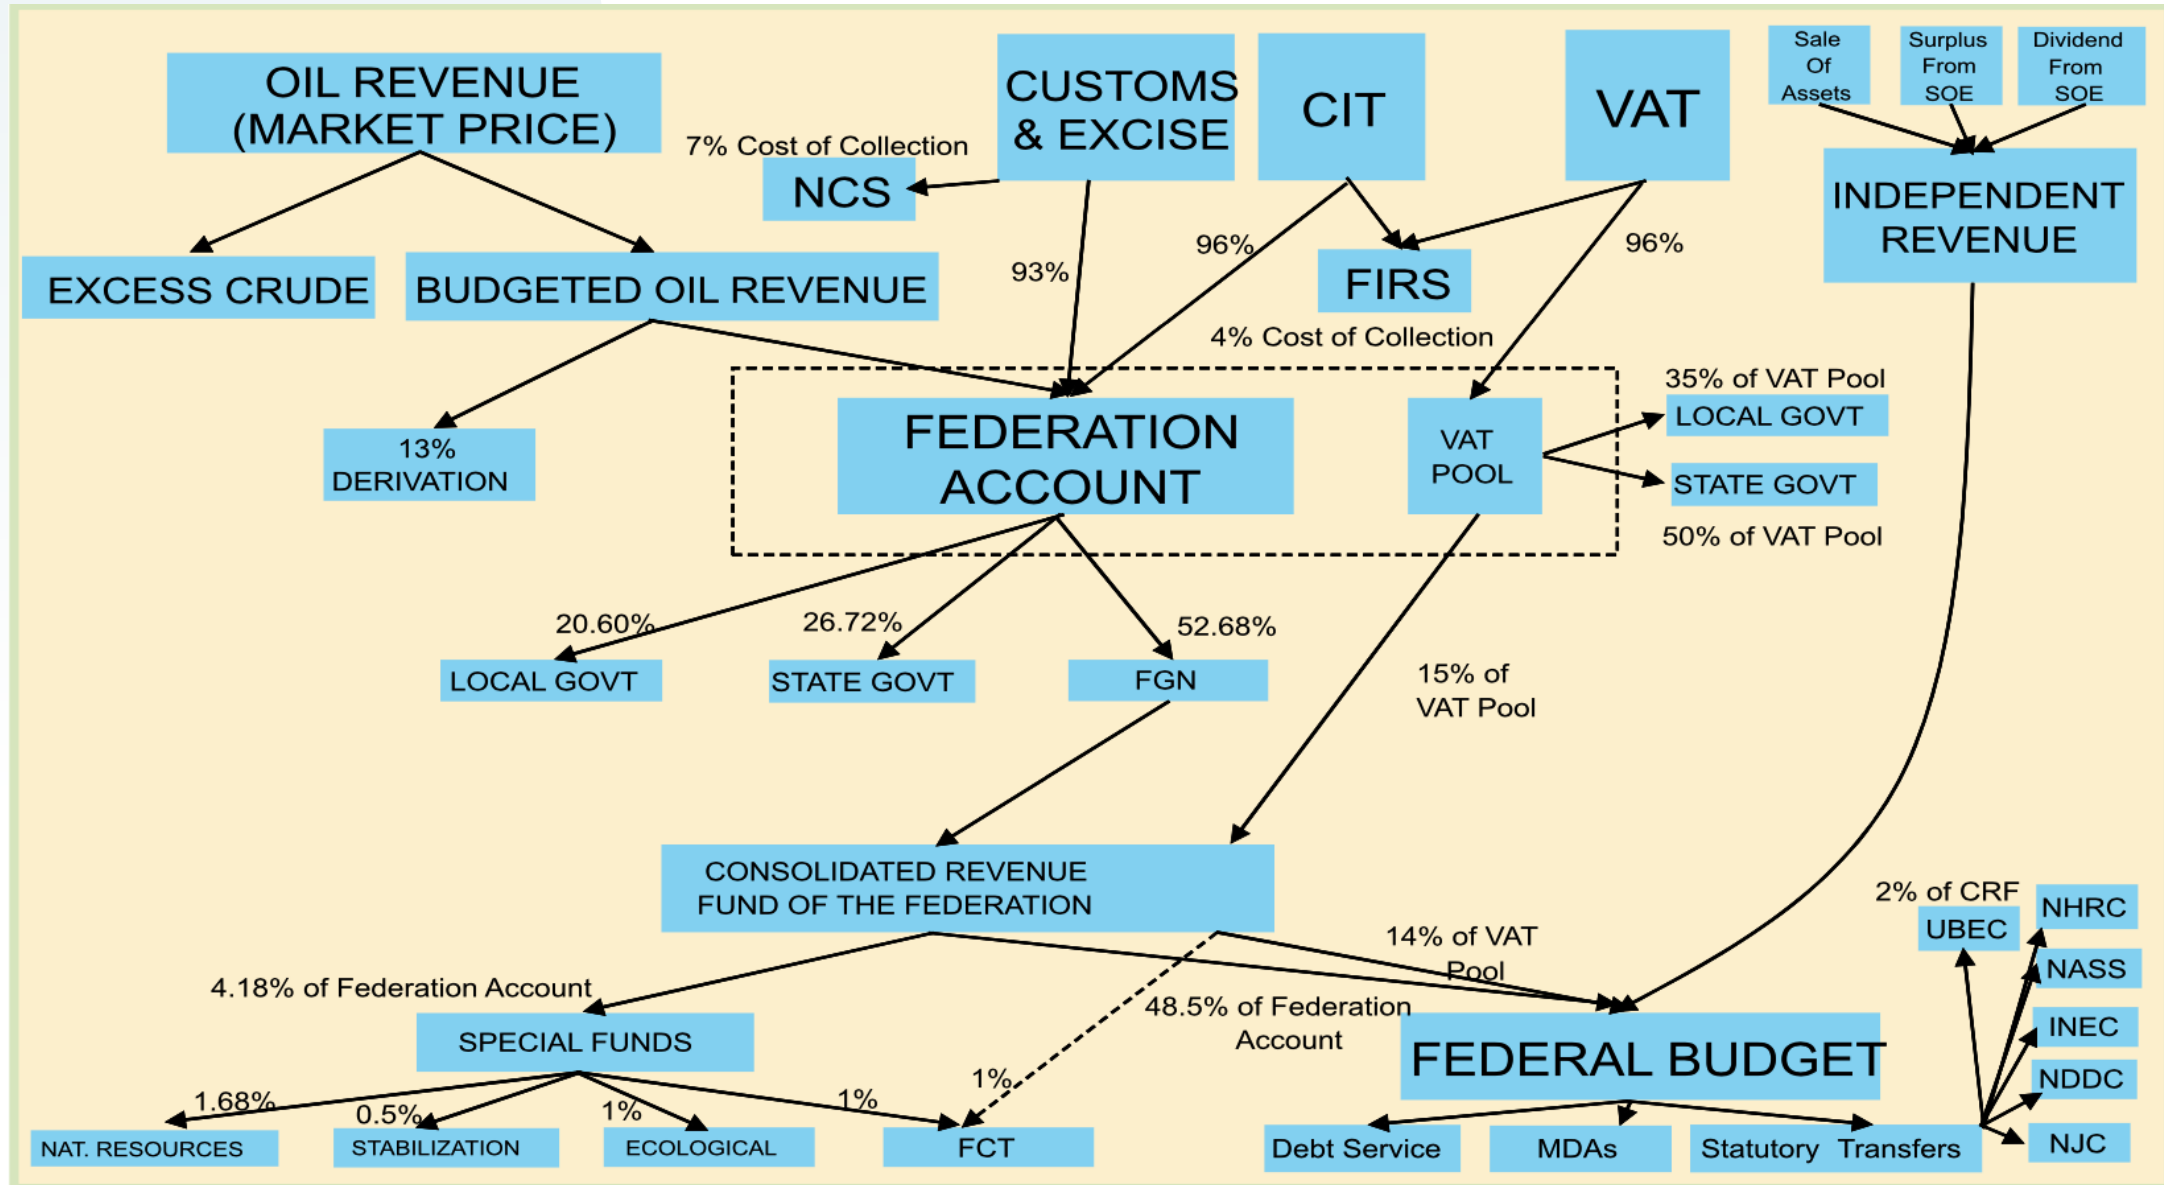 OIL REVENUE
(MARKET PRICE)
CUSTOMS
& EXCISE
CIT
VAT
Sale
Of
Assets
Surplus
From
SOE
Dividend
From
SOE
7% Cost of Collection
NCS
INDEPENDENT
REVENUE
EXCESS CRUDE
BUDGETED OIL REVENUE
93%
96%
FIRS
96%
4% Cost of Collection
13%
DERIVATION
FEDERATION
ACCOUNT
VAT
POOL
35% of VAT Pool
LOCAL GOVT
STATE GOVT
50% of VAT Pool
20.60%
26.72%
52.68%
LOCAL GOVT
STATE GOVT
FGN
15% of
VAT Pool
CONSOLIDATED REVENUE
FUND OF THE FEDERATION
2% of CRF
UBEC
NHRC
NASS
INEC
NDDC
NJC
14% of VAT
Pool
4.18% of Federation Account
48.5% of Federation
Account
SPECIAL FUNDS
FEDERAL BUDGET
1.68%
0.5%
1%
1%
1%
NAT. RESOURCES
STABILIZATION
ECOLOGICAL
FCT
Debt Service
MDAs
Statutory Transfers